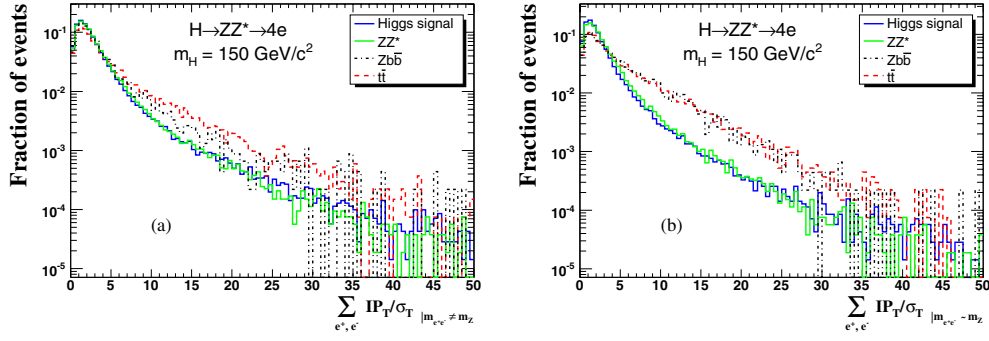 Fraction of events
10⁻¹
10⁻²
10⁻³
10⁻⁴
10⁻⁵
H→ZZ*→4e
m_H = 150 GeV/c²
Higgs signal
ZZ*
Zbb̅
tt̅
(a)
0 5 10 15 20 25 30 35 40 45 50
∑ IP_T/σ_T |m_e⁺e⁻ ≠ m_Z
e⁺, e⁻
Fraction of events
10⁻¹
10⁻²
10⁻³
10⁻⁴
10⁻⁵
H→ZZ*→4e
m_H = 150 GeV/c²
Higgs signal
ZZ*
Zbb̅
tt̅
(b)
0 5 10 15 20 25 30 35 40 45 50
∑ IP_T/σ_T |m_e⁺e⁻ ~ m_Z
e⁺, e⁻